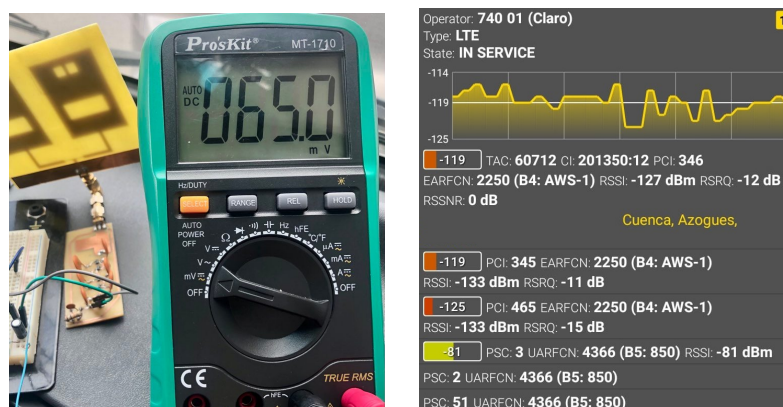 Pro'sKit® MT-1710
AUTO
DC
065.0
m V
Hz/DUTY
SELECT RANGE REL HOLD
AUTO
POWER
OFF
Ω Hz hFE
°C/°F
V
V~
mV
OFF
µA
mA
A
OFF
CE
hFE
TRUE RMS
Operator: 740 01 (Claro)
Type: LTE
State: IN SERVICE
-114
-119
-125
-119 TAC: 60712 CI: 201350:12 PCI: 346
EARFCN: 2250 (B4: AWS-1) RSSI: -127 dBm RSRQ: -12 dB
RSSNR: 0 dB
Cuenca, Azogues,
-119 PCI: 345 EARFCN: 2250 (B4: AWS-1)
RSSI: -133 dBm RSRQ: -11 dB
-125 PCI: 465 EARFCN: 2250 (B4: AWS-1)
RSSI: -133 dBm RSRQ: -15 dB
-81 PSC: 3 UARFCN: 4366 (B5: 850) RSSI: -81 dBm
PSC: 2 UARFCN: 4366 (B5: 850)
PSC: 51 UARFCN: 4366 (B5: 850)